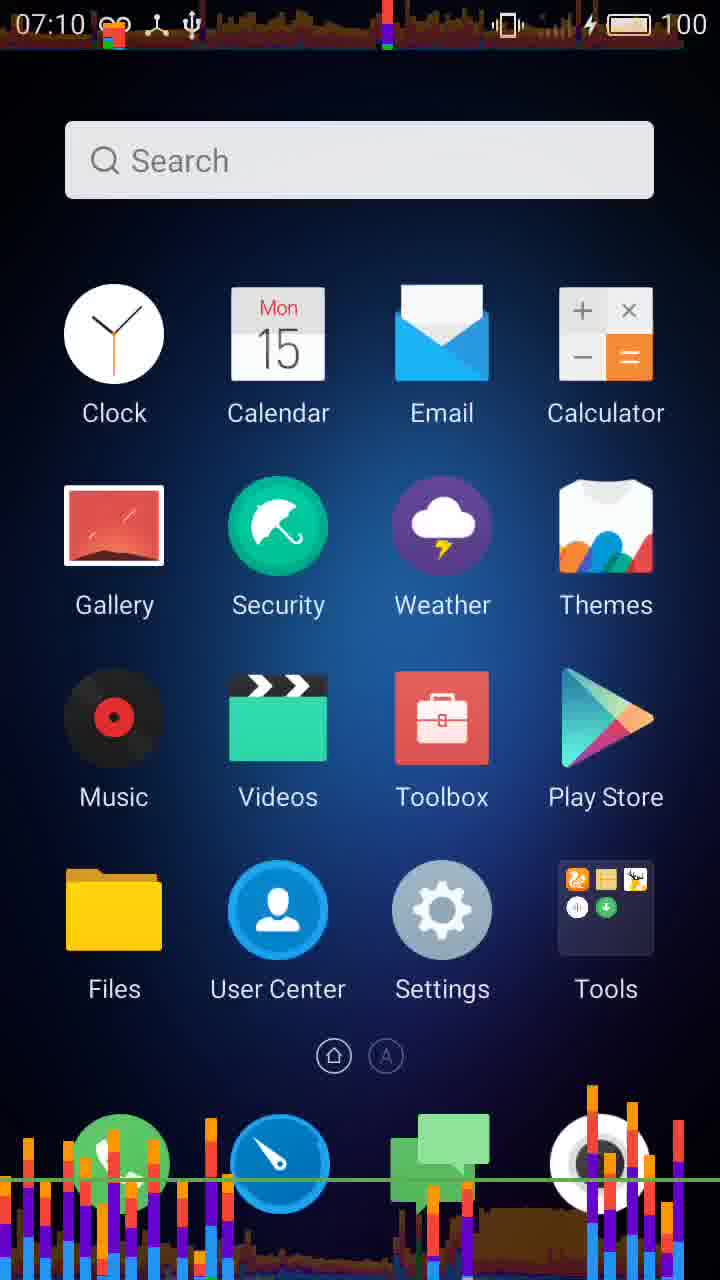 07:10 100
Search
Mon
15
Clock Calendar Email Calculator
Gallery Security Weather Themes
Music Videos Toolbox Play Store
Files User Center Settings Tools
A